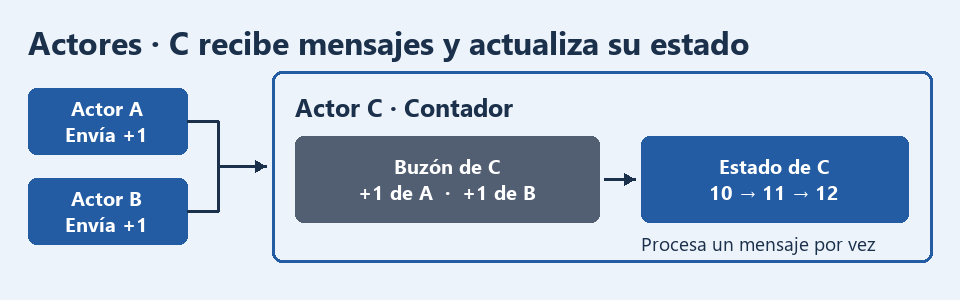 Actores · C recibe mensajes y actualiza su estado
Actor A
Envía +1
Actor B
Envía +1
Actor C · Contador
Buzón de C
+1 de A · +1 de B
Estado de C
10 → 11 → 12
Procesa un mensaje por vez